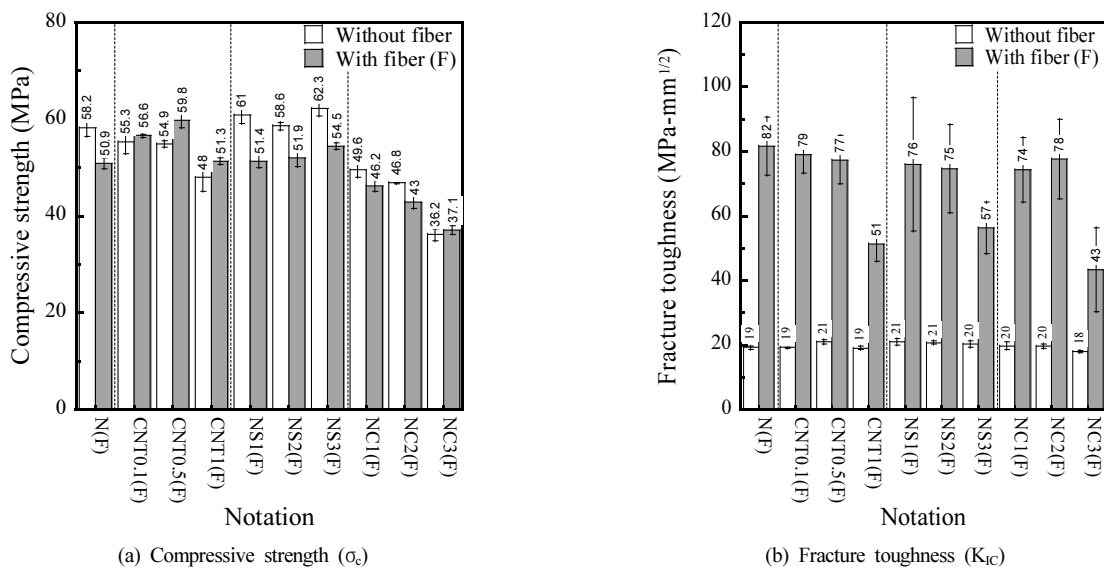 80
60
40
20
0
Compressive strength (MPa)
Without fiber
With fiber (F)
58.2
50.9
55.3
56.6
54.9
59.8
48
51.3
61
51.4
58.6
51.9
62.3
54.5
49.6
46.2
46.8
43
36.2
37.1
N(F)
CNT0.1(F)
CNT0.5(F)
CNT1(F)
NS1(F)
NS2(F)
NS3(F)
NC1(F)
NC2(F)
NC3(F)
Notation
(a) Compressive strength (σc)
120
100
80
60
40
20
0
Fracture toughness (MPa-mm1/2)
Without fiber
With fiber (F)
19
82
19
79
21
77
19
51
21
76
21
75
20
57
20
74
20
78
18
43
N(F)
CNT0.1(F)
CNT0.5(F)
CNT1(F)
NS1(F)
NS2(F)
NS3(F)
NC1(F)
NC2(F)
NC3(F)
Notation
(b) Fracture toughness (KIC)